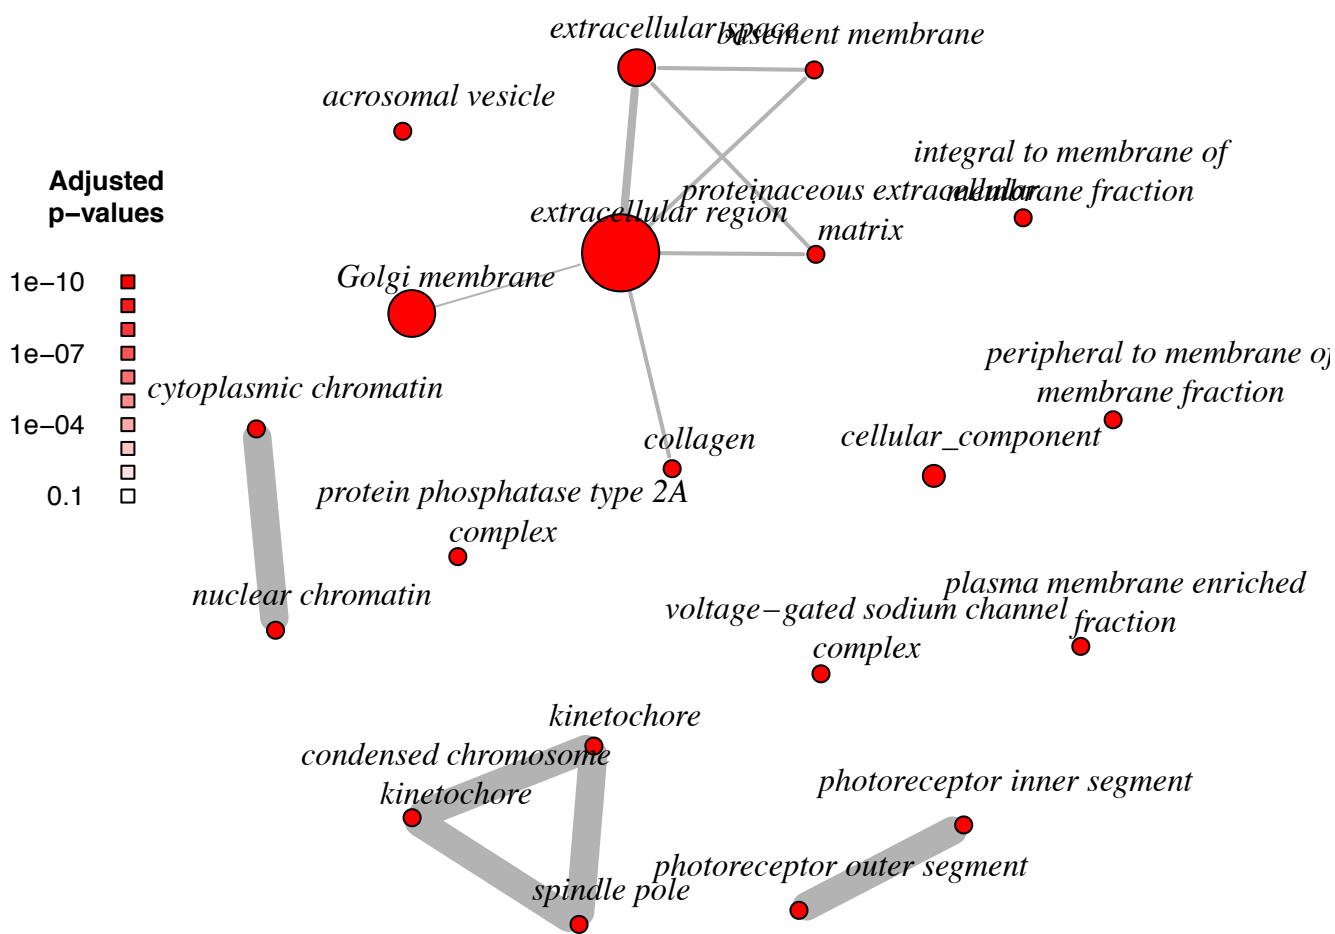 extracellular space
basement membrane
acrosomal vesicle
integral to membrane of
membrane fraction
Adjusted
p−values
proteinaceous extracellular
matrix
extracellular region
Golgi membrane
1e−10
1e−07
1e−04
0.1
peripheral to membrane of
membrane fraction
cytoplasmic chromatin
collagen
cellular_component
protein phosphatase type 2A
complex
nuclear chromatin
plasma membrane enriched
fraction
voltage−gated sodium channel
complex
kinetochore
condensed chromosome
kinetochore
photoreceptor inner segment
photoreceptor outer segment
spindle pole